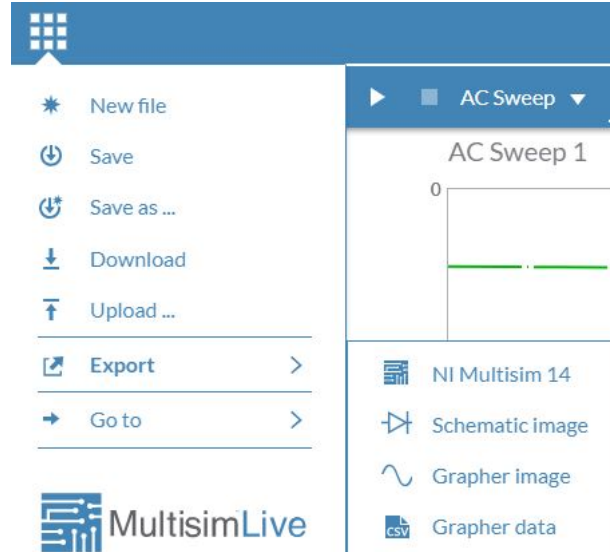 New file
Save
Save as ...
Download
Upload ...
Export
Go to
MultisimLive
AC Sweep
AC Sweep 1
0
NI Multisim 14
Schematic image
Grapher image
CSV
Grapher data